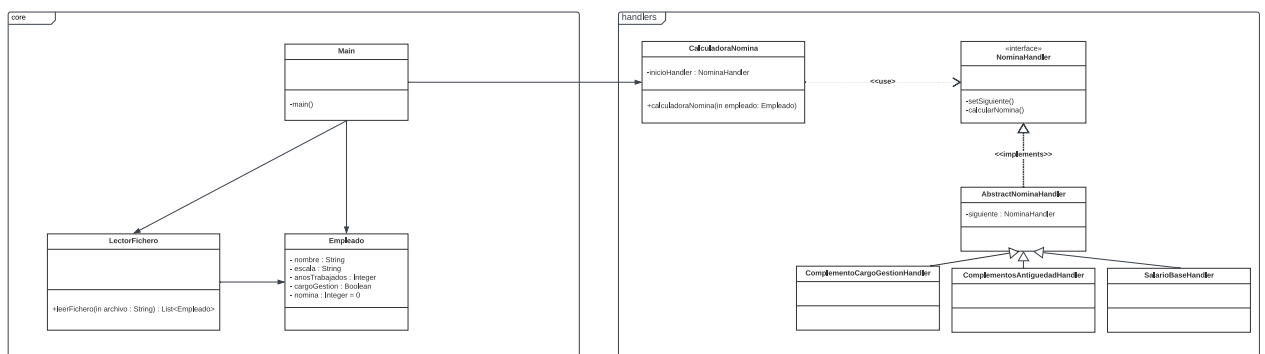 core
Main
-main()
LectorFichero
+leerFichero(in archivo : String) : List<Empleado>
Empleado
- nombre : String
- escala : String
- anosTrabajados : Integer
- cargoGestion : Boolean
- nomina : Integer = 0
handlers
CalculadoraNomina
-inicioHandler : NominaHandler
+calculadoraNomina(in empleado: Empleado)
<<use>>
«interface»
NominaHandler
-setSiguiente()
-calcularNomina()
<<implements>>
AbstractNominaHandler
-siguiente : NominaHandler
ComplementoCargoGestionHandler
ComplementosAntiguedadHandler
SalarioBaseHandler